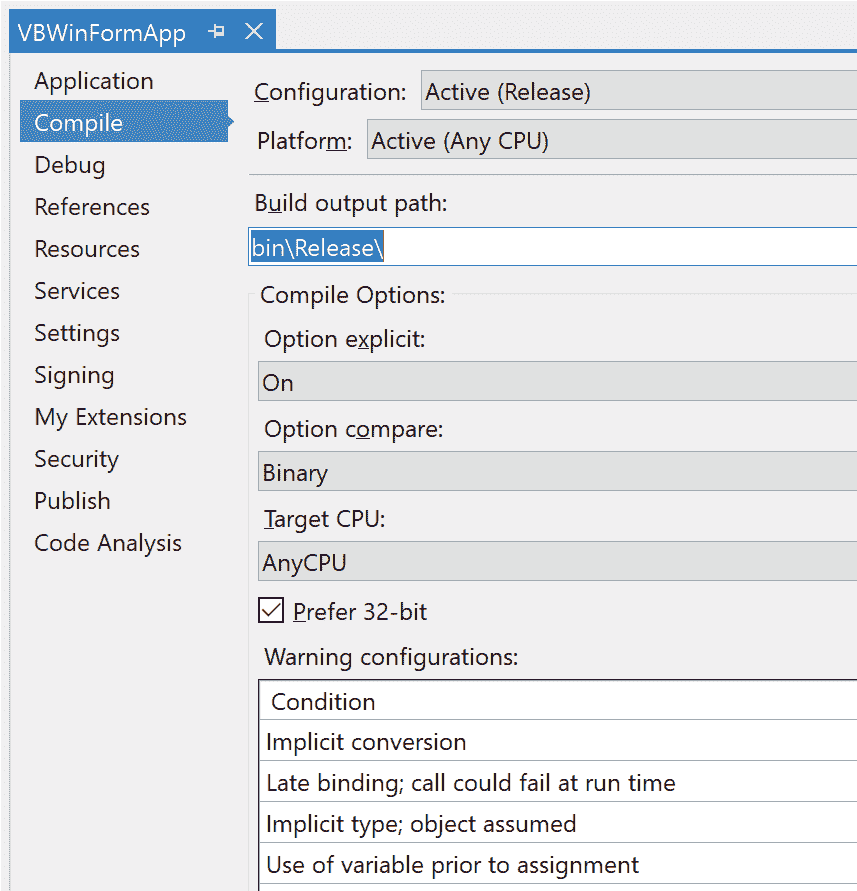 VBWinFormApp
Application
Compile
Debug
References
Resources
Services
Settings
Signing
My Extensions
Security
Publish
Code Analysis
Configuration: Active (Release)
Platform: Active (Any CPU)
Build output path:
bin\Release\
Compile Options:
Option explicit:
On
Option compare:
Binary
Target CPU:
AnyCPU
Prefer 32-bit
Warning configurations:
Condition
Implicit conversion
Late binding; call could fail at run time
Implicit type; object assumed
Use of variable prior to assignment